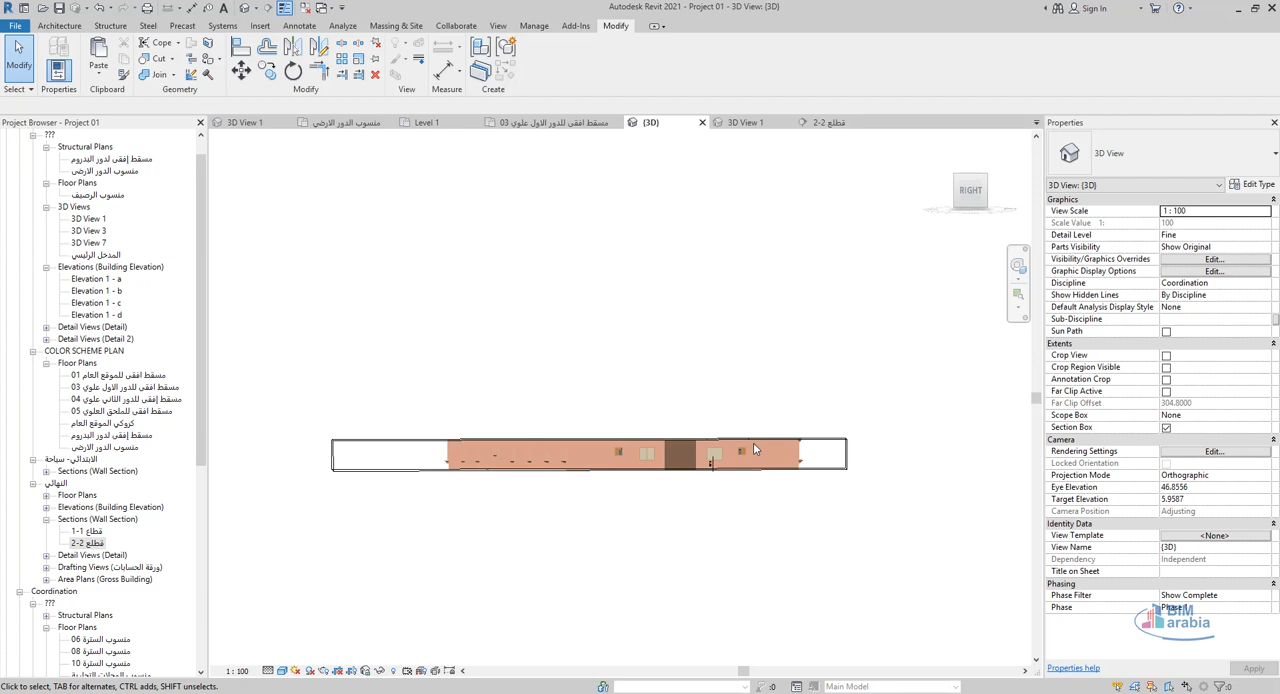 Autodesk Revit 2021 - Project 01 - 3D View: {3D}
Sign In
File Architecture Structure Steel Precast Systems Insert Annotate Analyze Massing & Site Collaborate View Manage Add-Ins Modify
Cope
Cut
Join
Modify Paste
Select Properties Clipboard Geometry Modify View Measure Create
Project Browser - Project 01
3D View 1 منسوب الدور الارضي Level 1 مسقط افقى للدور الاول علوي 03 {3D} 3D View 1 قطلع 2-2
Properties
???
Structural Plans
مسقط إفقى لدور البدروم
منسوب الدور الارضى
Floor Plans
منسوب الرصيف
3D Views
3D View 1
3D View 3
3D View 7
المدخل الرئيسي
Elevations (Building Elevation)
Elevation 1 - a
Elevation 1 - b
Elevation 1 - c
Elevation 1 - d
Detail Views (Detail)
Detail Views (Detail 2)
COLOR SCHEME PLAN
Floor Plans
مسقط افقى للموقع العام 01
مسقط افقى للدور الاول علوي 03
مسقط افقى للدور الثاني علوي 04
مسقط افقى للملحق العلوي 05
كروكي الموقع العام
مسقط افقى لدور البدروم
منسوب الدور الارضى
الابتدائي- سباحة
Sections (Wall Section)
النهائي
Floor Plans
Elevations (Building Elevation)
Sections (Wall Section)
قطاع 1-1
قطلع 2-2
Detail Views (Detail)
Drafting Views (ورقة الحسابات)
Area Plans (Gross Building)
Coordination
???
Structural Plans
Floor Plans
منسوب السترة 06
منسوب السترة 08
منسوب السترة 10
RIGHT
3D View
3D View: {3D} Edit Type
Graphics
View Scale 1 : 100
Scale Value 1: 100
Detail Level Fine
Parts Visibility Show Original
Visibility/Graphics Overrides Edit...
Graphic Display Options Edit...
Discipline Coordination
Show Hidden Lines By Discipline
Default Analysis Display Style None
Sub-Discipline
Sun Path
Extents
Crop View
Crop Region Visible
Annotation Crop
Far Clip Active
Far Clip Offset 304.8000
Scope Box None
Section Box
Camera
Rendering Settings Edit...
Locked Orientation
Projection Mode Orthographic
Eye Elevation 46.8556
Target Elevation 5.9587
Camera Position Adjusting
Identity Data
View Template <None>
View Name {3D}
Dependency Independent
Title on Sheet
Phasing
Phase Filter Show Complete
Phase Phase 1
BIM
arabia
Properties help Apply
1 : 100
Click to select, TAB for alternates, CTRL adds, SHIFT unselects. :0 Main Model :0